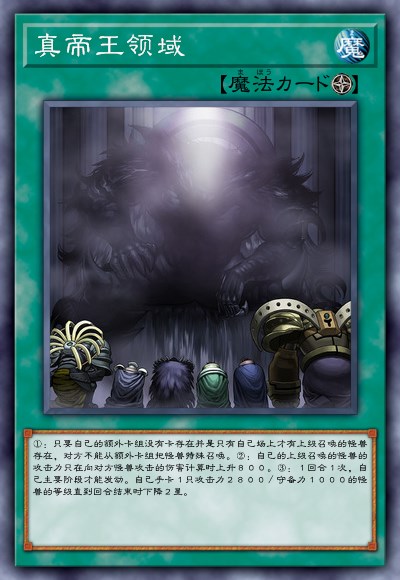 真帝王领域
魔
【魔法カード】
まほう
①：只要自己的额外卡组没有卡存在并是只有自己场上才有上级召唤的怪兽
存在，对方不能从额外卡组把怪兽特殊召唤。②：自己的上级召唤的怪兽的
攻击力只在向对方怪兽攻击的伤害计算时上升８００。③：１回合１次，自
己主要阶段才能发动。自己手卡１只攻击力２８００／守备力１０００的怪
兽的等级直到回合结束时下降２星。